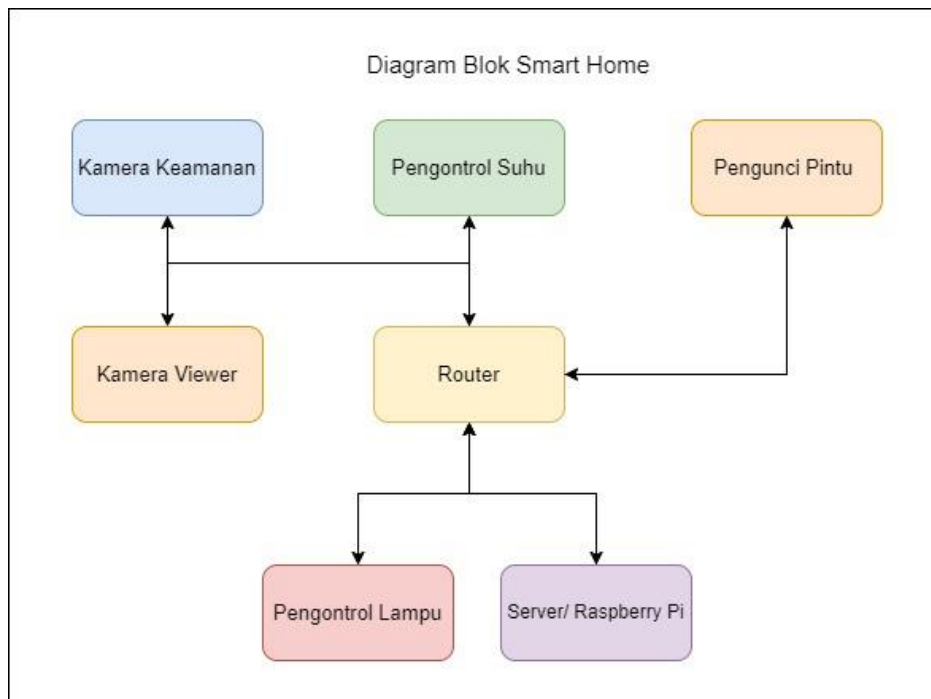 Diagram Blok Smart Home
Kamera Keamanan
Pengontrol Suhu
Pengunci Pintu
Kamera Viewer
Router
Pengontrol Lampu
Server/ Raspberry Pi